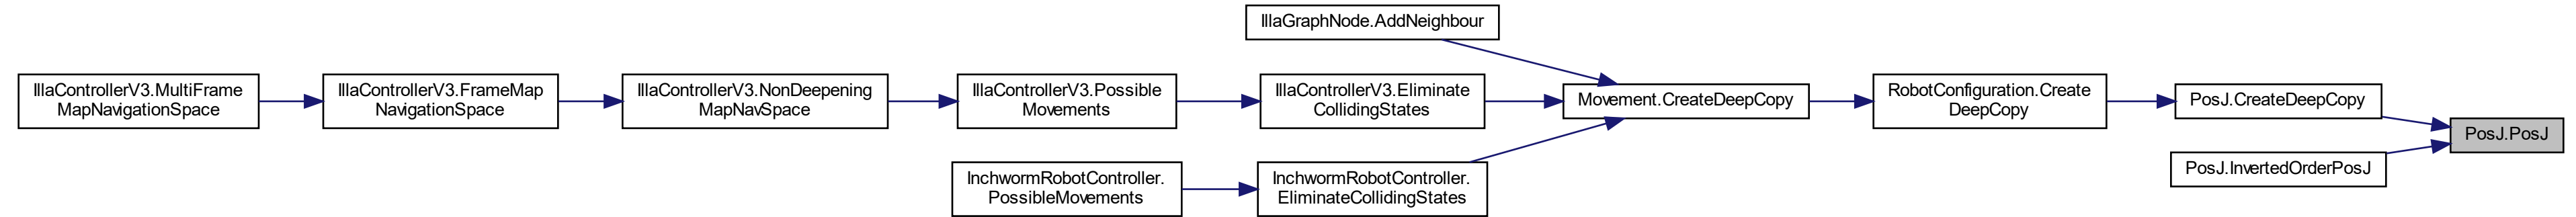 IllaGraphNode.AddNeighbour
IllaControllerV3.MultiFrame
MapNavigationSpace
IllaControllerV3.FrameMap
NavigationSpace
IllaControllerV3.NonDeepening
MapNavSpace
IllaControllerV3.Possible
Movements
IllaControllerV3.Eliminate
CollidingStates
Movement.CreateDeepCopy
RobotConfiguration.Create
DeepCopy
PosJ.CreateDeepCopy
PosJ.PosJ
PosJ.InvertedOrderPosJ
InchwormRobotController.
PossibleMovements
InchwormRobotController.
EliminateCollidingStates